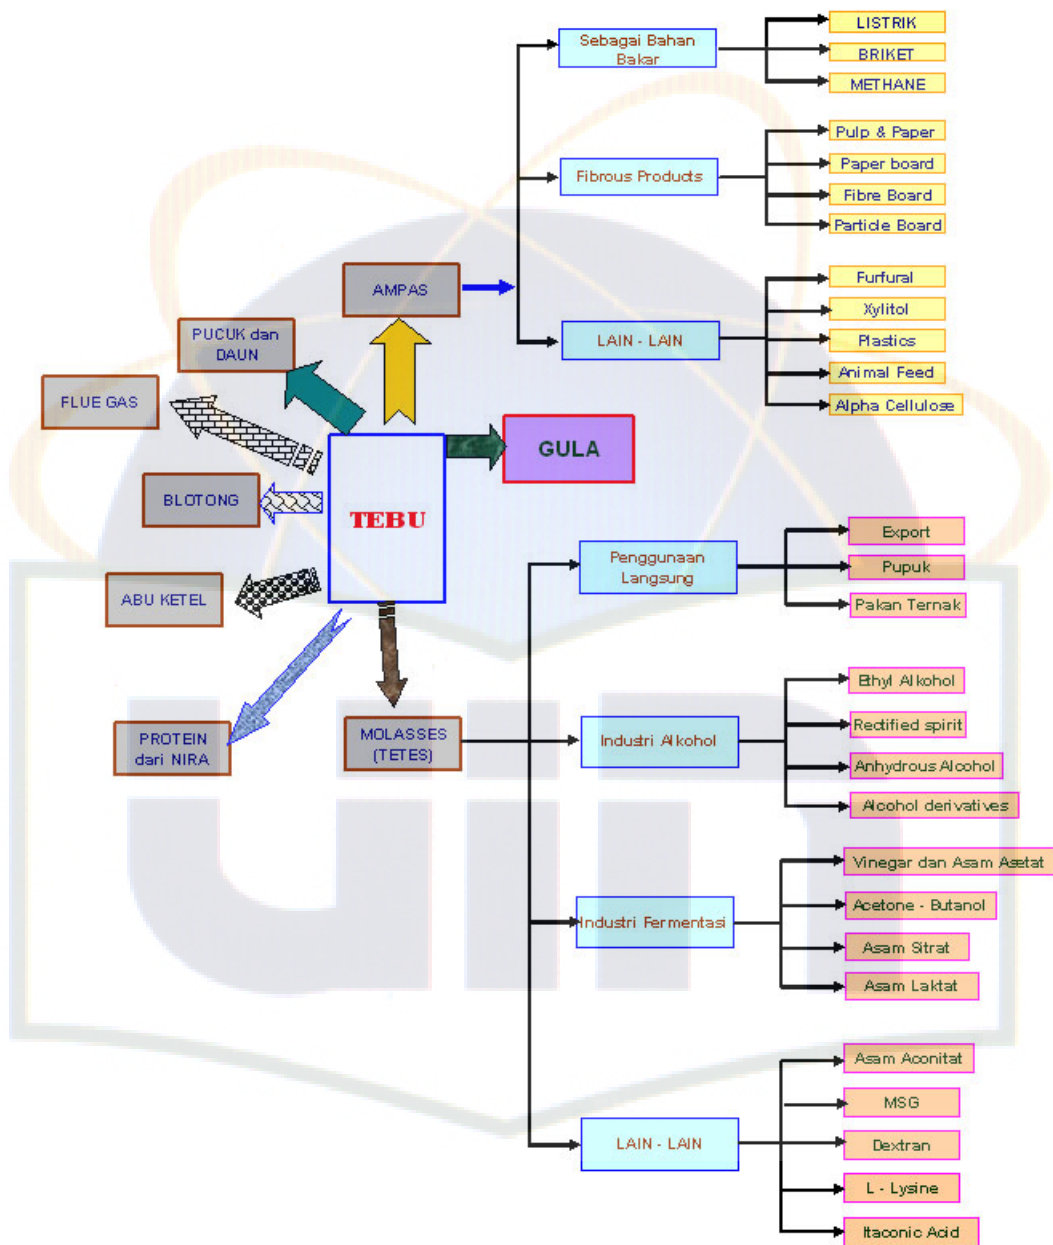 Sebagai Bahan
Bakar
LISTRIK
BRIKET
METHANE
Fibrous Products
Pulp & Paper
Paper board
Fibre Board
Particle Board
AMPAS
LAIN - LAIN
Furfural
Xylitol
Plastics
Animal Feed
Alpha Cellulose
PUCUK dan
DAUN
FLUE GAS
BLOTONG
ABU KETEL
PROTEIN
dari NIRA
TEBU
GULA
MOLASSES
(TETES)
Penggunaan
Langsung
Export
Pupuk
Pakan Ternak
Industri Alkohol
Ethyl Alkohol
Rectified spirit
Anhydrous Alcohol
Alcohol derivatives
Industri Fermentasi
Vinegar dan Asam Asetat
Acetone - Butanol
Asam Sitrat
Asam Laktat
LAIN - LAIN
Asam Aconitat
MSG
Dextran
L - Lysine
Itaconic Acid
uin